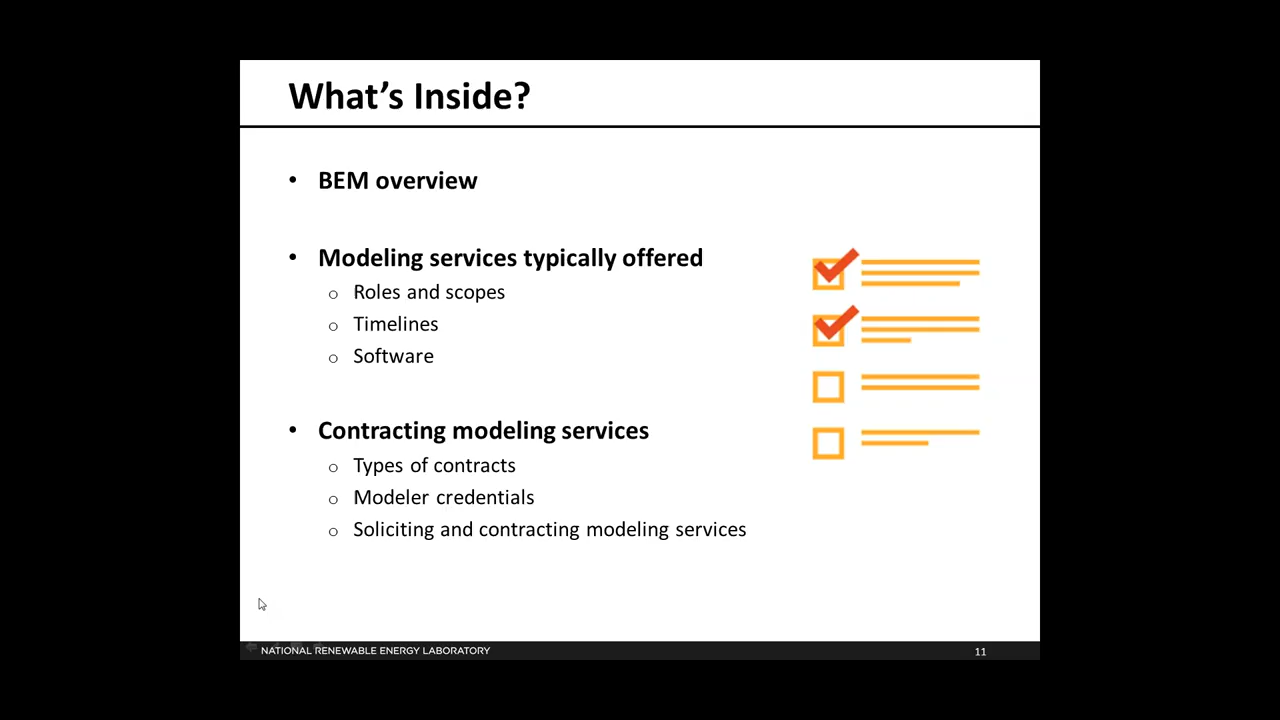 What's Inside?
• BEM overview
• Modeling services typically offered
o Roles and scopes
o Timelines
o Software
• Contracting modeling services
o Types of contracts
o Modeler credentials
o Soliciting and contracting modeling services
NATIONAL RENEWABLE ENERGY LABORATORY
11